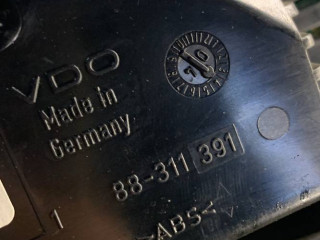 VDO
Made in
Germany
88-311 391
1
>ABS<